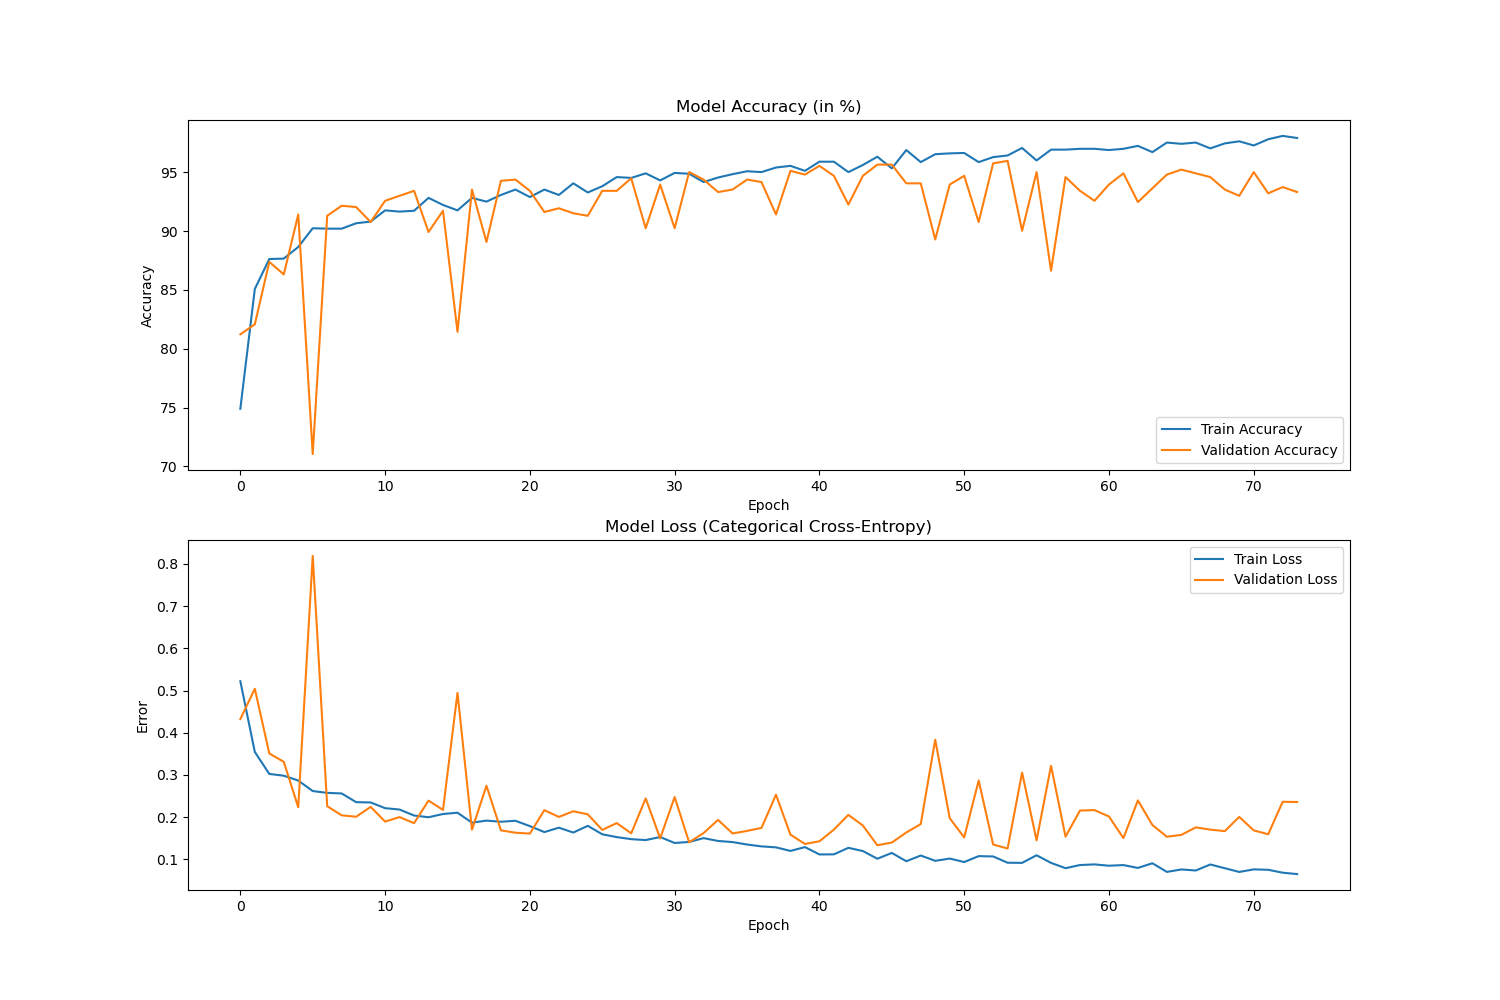 Model Accuracy (in %)
95
90
85
80
75
70
Accuracy
Train Accuracy
Validation Accuracy
0 10 20 30 40 50 60 70
Epoch
Model Loss (Categorical Cross-Entropy)
0.8
0.7
0.6
0.5
0.4
0.3
0.2
0.1
Error
Train Loss
Validation Loss
0 10 20 30 40 50 60 70
Epoch